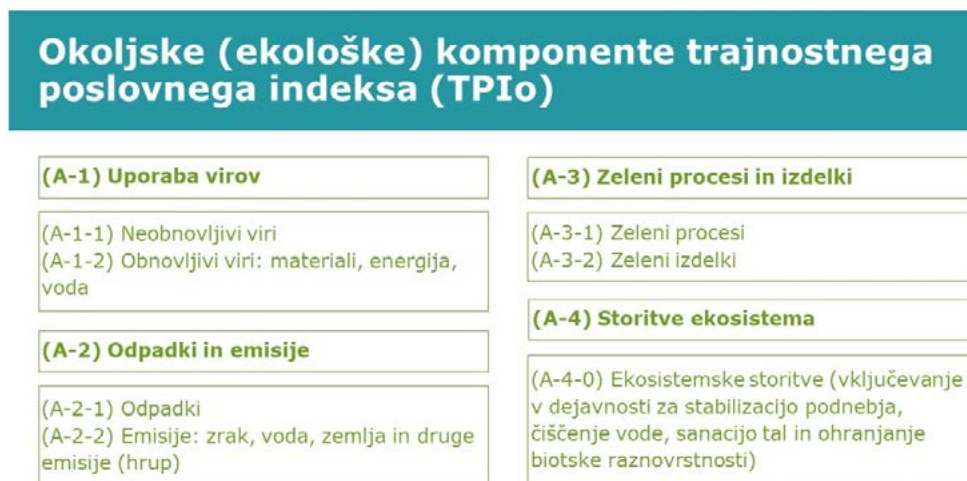 Okoljske (ekološke) komponente trajnostnega
poslovnega indeksa (TPIo)
(A-1) Uporaba virov
(A-1-1) Neobnovljivi viri
(A-1-2) Obnovljivi viri: materiali, energija,
voda
(A-2) Odpadki in emisije
(A-2-1) Odpadki
(A-2-2) Emisije: zrak, voda, zemlja in druge
emisije (hrup)
(A-3) Zeleni procesi in izdelki
(A-3-1) Zeleni procesi
(A-3-2) Zeleni izdelki
(A-4) Storitve ekosistema
(A-4-0) Ekosistemske storitve (vključevanje
v dejavnosti za stabilizacijo podnebja,
čiščenje vode, sanacijo tal in ohranjanje
biotske raznovrstnosti)